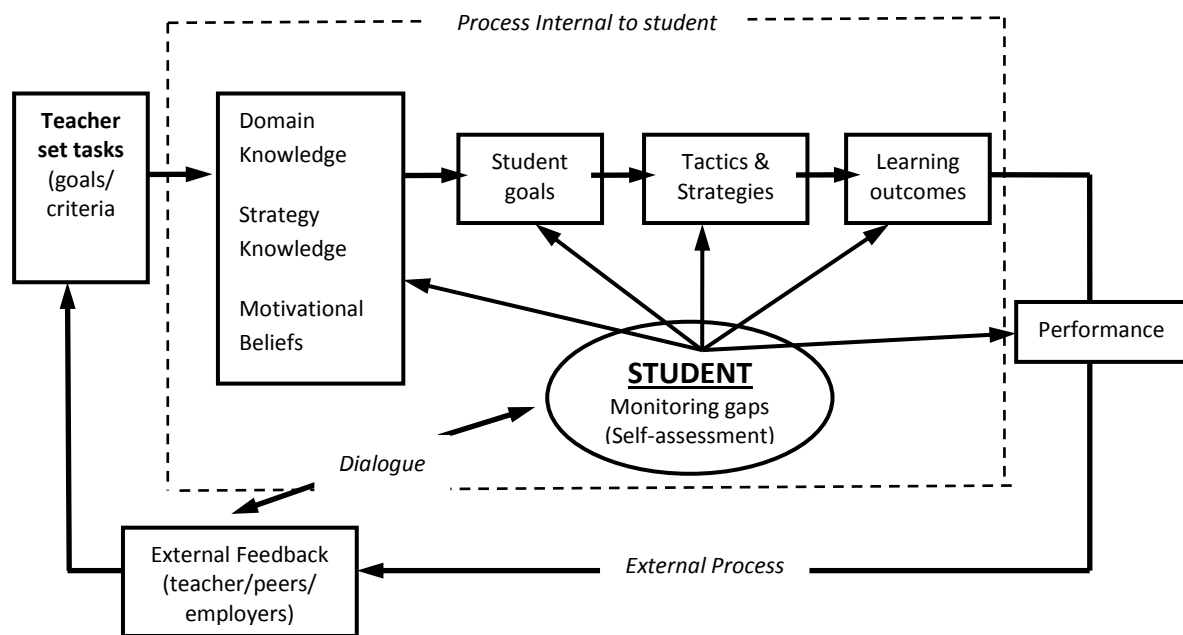 Process Internal to student
Teacher
set tasks
(goals/
criteria
Domain
Knowledge
Strategy
Knowledge
Motivational
Beliefs
Student
goals
Tactics &
Strategies
Learning
outcomes
Performance
STUDENT
Monitoring gaps
(Self-assessment)
Dialogue
External Feedback
(teacher/peers/
employers)
External Process